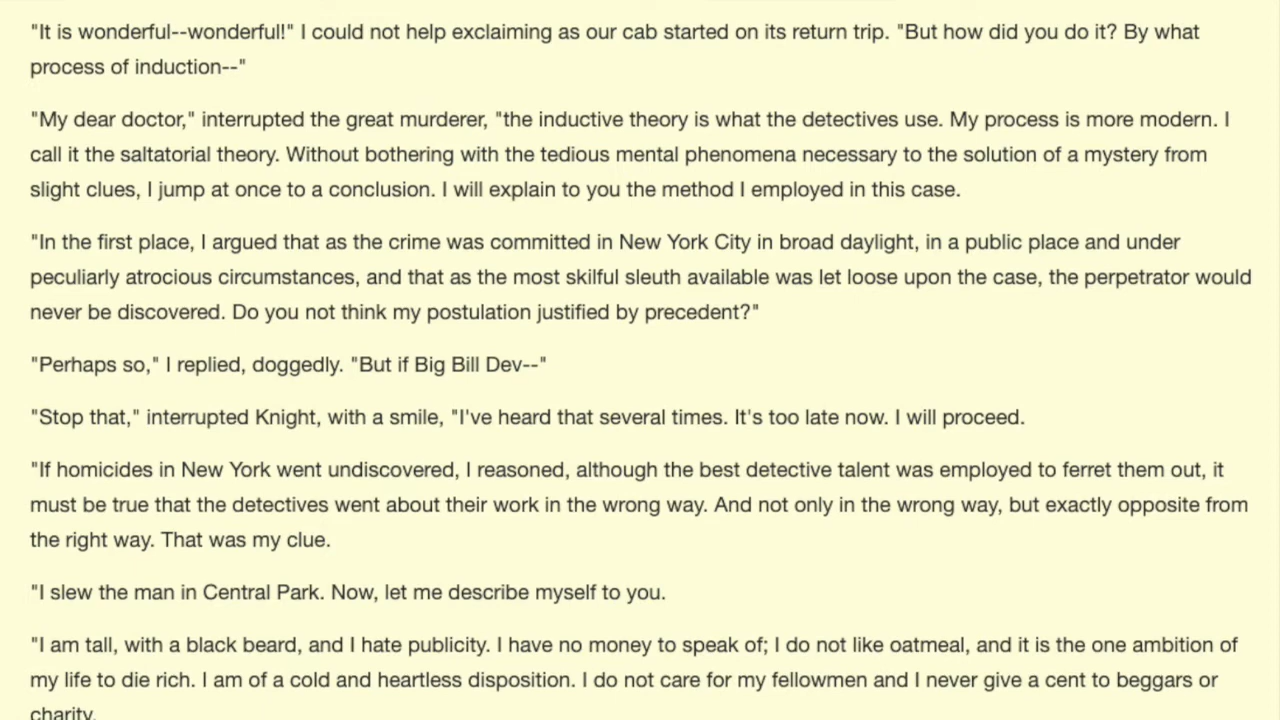 "It is wonderful--wonderful!" I could not help exclaiming as our cab started on its return trip. "But how did you do it? By what
process of induction--"
"My dear doctor," interrupted the great murderer, "the inductive theory is what the detectives use. My process is more modern. I
call it the saltatorial theory. Without bothering with the tedious mental phenomena necessary to the solution of a mystery from
slight clues, I jump at once to a conclusion. I will explain to you the method I employed in this case.
"In the first place, I argued that as the crime was committed in New York City in broad daylight, in a public place and under
peculiarly atrocious circumstances, and that as the most skilful sleuth available was let loose upon the case, the perpetrator would
never be discovered. Do you not think my postulation justified by precedent?"
"Perhaps so," I replied, doggedly. "But if Big Bill Dev--"
"Stop that," interrupted Knight, with a smile, "I've heard that several times. It's too late now. I will proceed.
"If homicides in New York went undiscovered, I reasoned, although the best detective talent was employed to ferret them out, it
must be true that the detectives went about their work in the wrong way. And not only in the wrong way, but exactly opposite from
the right way. That was my clue.
"I slew the man in Central Park. Now, let me describe myself to you.
"I am tall, with a black beard, and I hate publicity. I have no money to speak of; I do not like oatmeal, and it is the one ambition of
my life to die rich. I am of a cold and heartless disposition. I do not care for my fellowmen and I never give a cent to beggars or
charity.